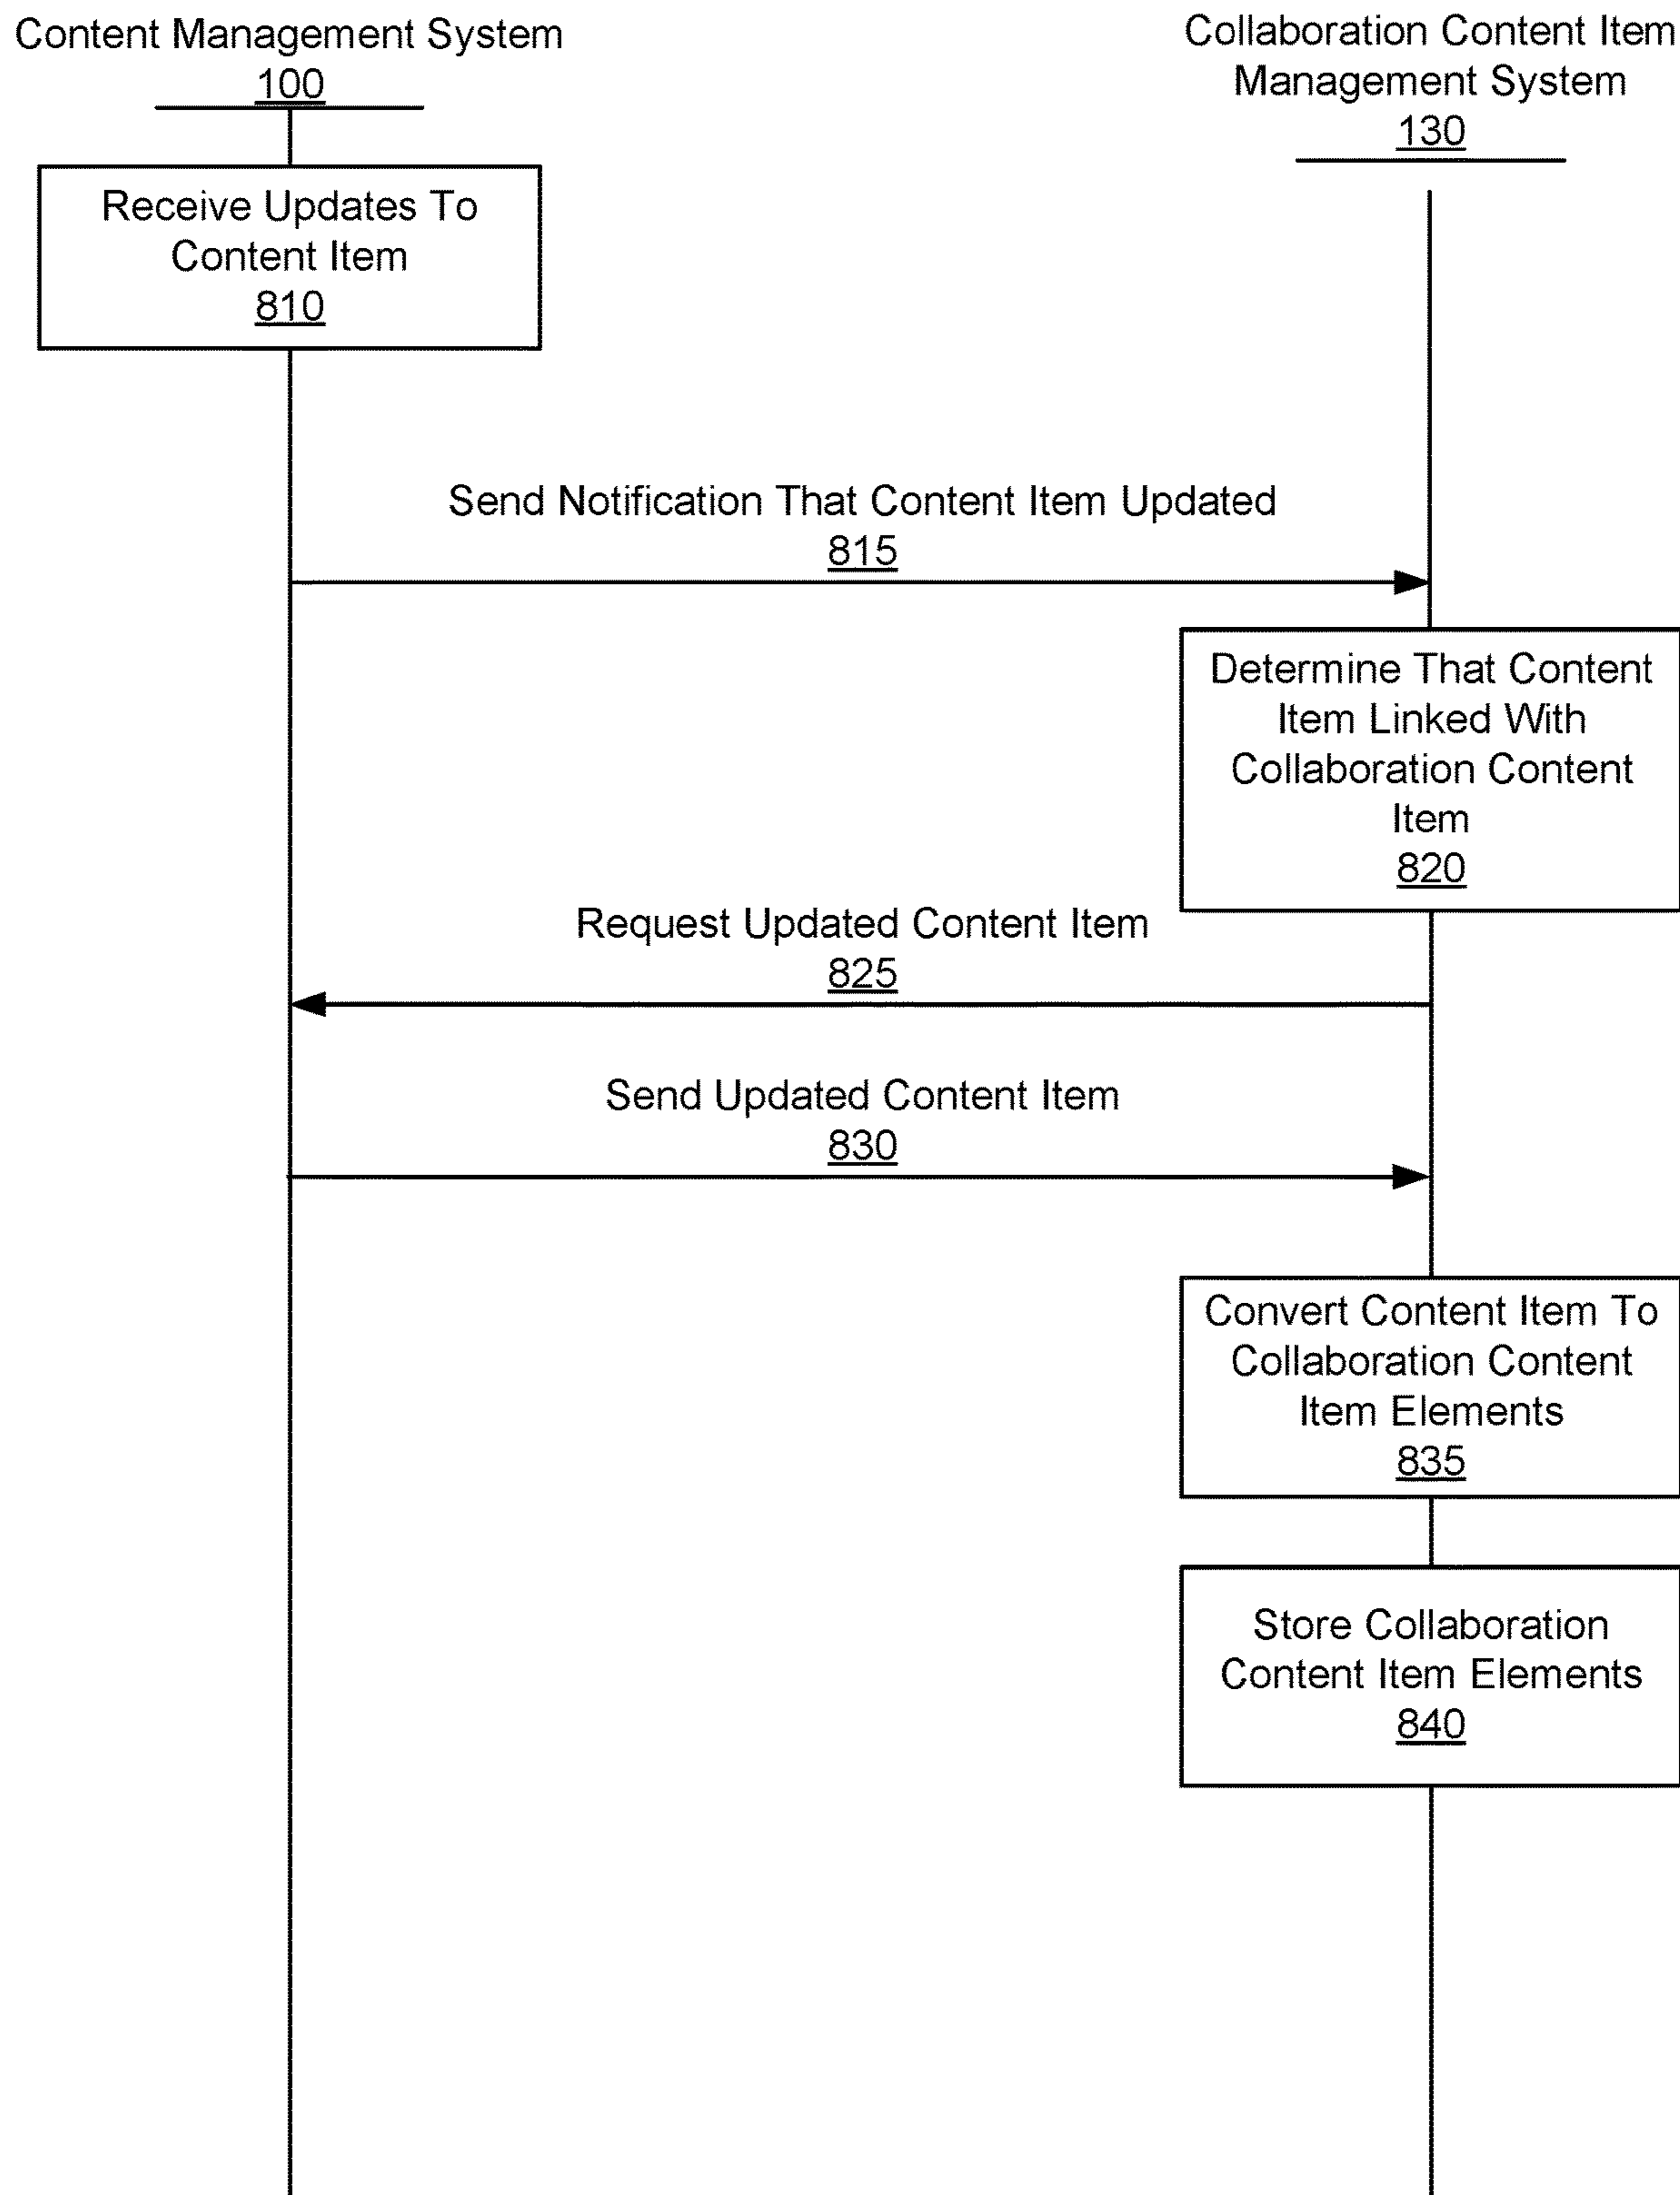 Content Management System
100
Collaboration Content Item
Management System
130
Receive Updates To
Content Item
810
Send Notification That Content Item Updated
815
Determine That Content
Item Linked With
Collaboration Content
Item
820
Request Updated Content Item
825
Send Updated Content Item
830
Convert Content Item To
Collaboration Content
Item Elements
835
Store Collaboration
Content Item Elements
840